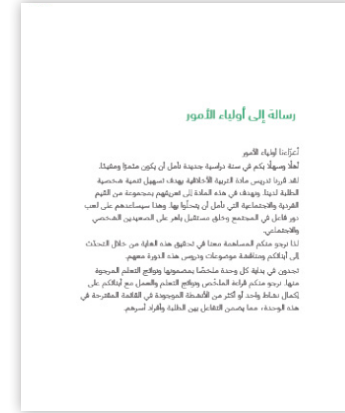 رسالة إلى أولياء الأمور
أعزاءنا أولياء الأمور
أهلًا وسهلًا بكم في سنة دراسية جديدة نأمل أن يكون مثمرًا ومفيدًا.
لقد قررنا تدريس مادة التربية الأخلاقية بهدف تسهيل تنمية شخصية
الطلبة لدينا. ونهدف في هذه المادة إلى تعريفهم بمجموعة من القيم
الفردية والاجتماعية التي نأمل أن يتحلّوا بها. وهذا سيساعدهم على لعب
دور فاعل في المجتمع وخلق مستقبل باهر على الصعيدين الشخصي
والاجتماعي.
لذا نرجو منكم المساهمة معنا في تحقيق هذه الغاية من خلال التحدّث
إلى أبنائكم ومناقشة موضوعات ودروس هذه الدورة معهم.
تجدون في بداية كل وحدة ملخصًا بمضمونها ونواتج التعلم المرجوة
منها. نرجو منكم قراءة الملخّص ونواتج التعلم والعمل مع أبنائكم على
إكمال نشاط واحد أو أكثر من الأنشطة الموجودة في القائمة المقترحة في
هذه الوحدة، مما يضمن التفاعل بين الطلبة وأفراد أسرهم.